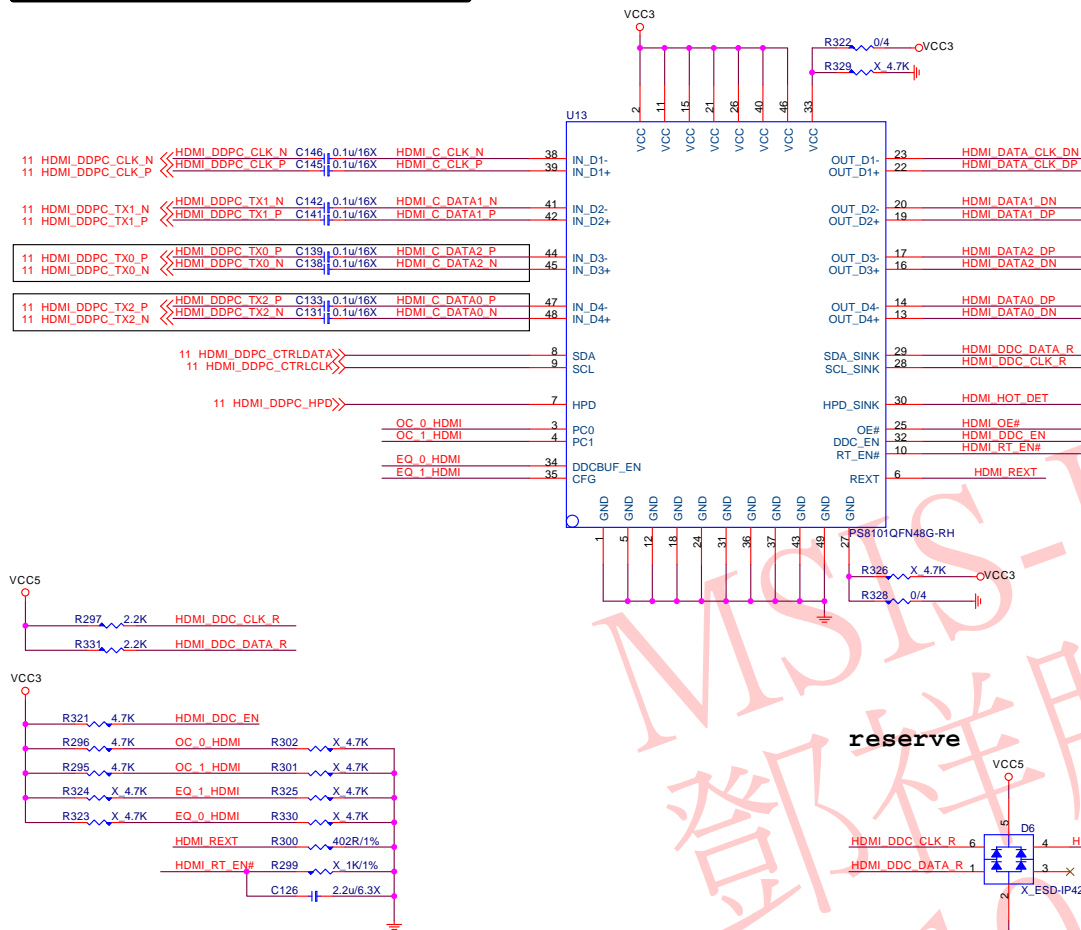 VCC3
R322 0/4 VCC3
R329 X_4.7K
2 11 15 21 26 40 46 33
U13
VCC VCC VCC VCC VCC VCC VCC VCC
11 HDMI_DDPC_CLK_N HDMI_DDPC_CLK_N C146 0.1u/16X HDMI_C_CLK_N 38 IN_D1- OUT_D1- 23 HDMI_DATA_CLK_DN
11 HDMI_DDPC_CLK_P HDMI_DDPC_CLK_P C145 0.1u/16X HDMI_C_CLK_P 39 IN_D1+ OUT_D1+ 22 HDMI_DATA_CLK_DP
11 HDMI_DDPC_TX1_N HDMI_DDPC_TX1_N C142 0.1u/16X HDMI_C_DATA1_N 41 IN_D2- OUT_D2- 20 HDMI_DATA1_DN
11 HDMI_DDPC_TX1_P HDMI_DDPC_TX1_P C141 0.1u/16X HDMI_C_DATA1_P 42 IN_D2+ OUT_D2+ 19 HDMI_DATA1_DP
11 HDMI_DDPC_TX0_P HDMI_DDPC_TX0_P C139 0.1u/16X HDMI_C_DATA2_P 44 IN_D3- OUT_D3- 17 HDMI_DATA2_DP
11 HDMI_DDPC_TX0_N HDMI_DDPC_TX0_N C138 0.1u/16X HDMI_C_DATA2_N 45 IN_D3+ OUT_D3+ 16 HDMI_DATA2_DN
11 HDMI_DDPC_TX2_P HDMI_DDPC_TX2_P C133 0.1u/16X HDMI_C_DATA0_P 47 IN_D4- OUT_D4- 14 HDMI_DATA0_DP
11 HDMI_DDPC_TX2_N HDMI_DDPC_TX2_N C131 0.1u/16X HDMI_C_DATA0_N 48 IN_D4+ OUT_D4+ 13 HDMI_DATA0_DN
11 HDMI_DDPC_CTRLDATA 8 SDA SDA_SINK 29 HDMI_DDC_DATA_R
11 HDMI_DDPC_CTRLCLK 9 SCL SCL_SINK 28 HDMI_DDC_CLK_R
11 HDMI_DDPC_HPD 7 HPD HPD_SINK 30 HDMI_HOT_DET
OC_0_HDMI 3 PC0 OE# 25 HDMI_OE#
OC_1_HDMI 4 PC1 DDC_EN 32 HDMI_DDC_EN
RT_EN# 10 HDMI_RT_EN#
EQ_0_HDMI 34 DDCBUF_EN
EQ_1_HDMI 35 CFG REXT 6 HDMI_REXT
GND GND GND GND GND GND GND GND GND GND GND
PS8101QFN48G-RH
1 5 12 18 24 31 36 37 43 49 27
R326 X_4.7K VCC3
R328 0/4
VCC5
R297 2.2K HDMI_DDC_CLK_R
R331 2.2K HDMI_DDC_DATA_R
VCC3
R321 4.7K HDMI_DDC_EN
R296 4.7K OC_0_HDMI R302 X_4.7K
R295 4.7K OC_1_HDMI R301 X_4.7K
R324 X_4.7K EQ_1_HDMI R325 X_4.7K
R323 X_4.7K EQ_0_HDMI R330 X_4.7K
HDMI_REXT R300 402R/1%
HDMI_RT_EN# R299 X_1K/1%
C126 2.2u/6.3X
reserve
VCC5
5 D6
HDMI_DDC_CLK_R 6 4 H
HDMI_DDC_DATA_R 1 3
2 X_ESD-IP42
MSIS-
鄧祥